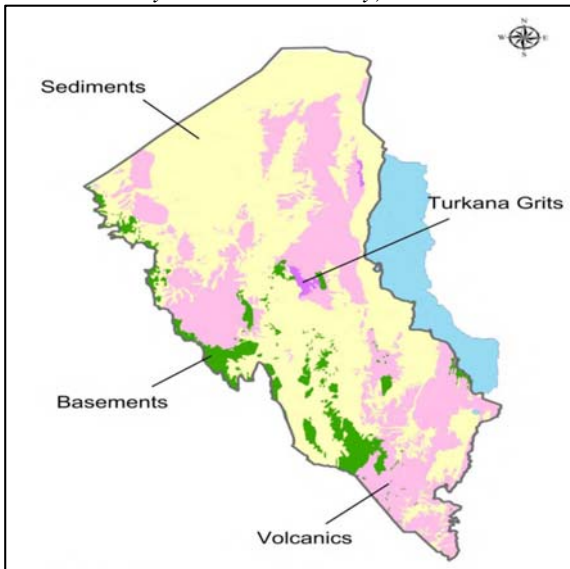 N
W E
S
Sediments
Turkana Grits
Basements
Volcanics